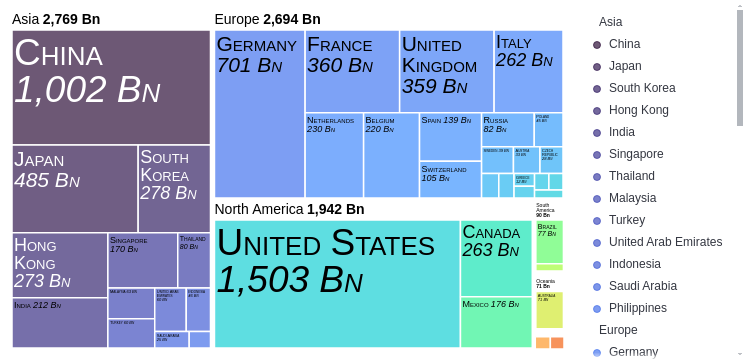 Asia 2,769 Bn
China
1,002 Bn
Japan
485 Bn
South
Korea
278 Bn
Hong
Kong
273 Bn
India 212 Bn
Singapore
170 Bn
Thailand
80 Bn
Europe 2,694 Bn
Germany
701 Bn
France
360 Bn
United
Kingdom
359 Bn
Italy
262 Bn
Netherlands
230 Bn
Belgium
220 Bn
Spain 139 Bn
Switzerland
105 Bn
Russia
82 Bn
North America 1,942 Bn
United States
1,503 Bn
Canada
263 Bn
Mexico 176 Bn
South
America
90 Bn
Brazil
77 Bn
Oceania
71 Bn
Australia
71 Bn
Asia
China
Japan
South Korea
Hong Kong
India
Singapore
Thailand
Malaysia
Turkey
United Arab Emirates
Indonesia
Saudi Arabia
Philippines
Europe
Germany